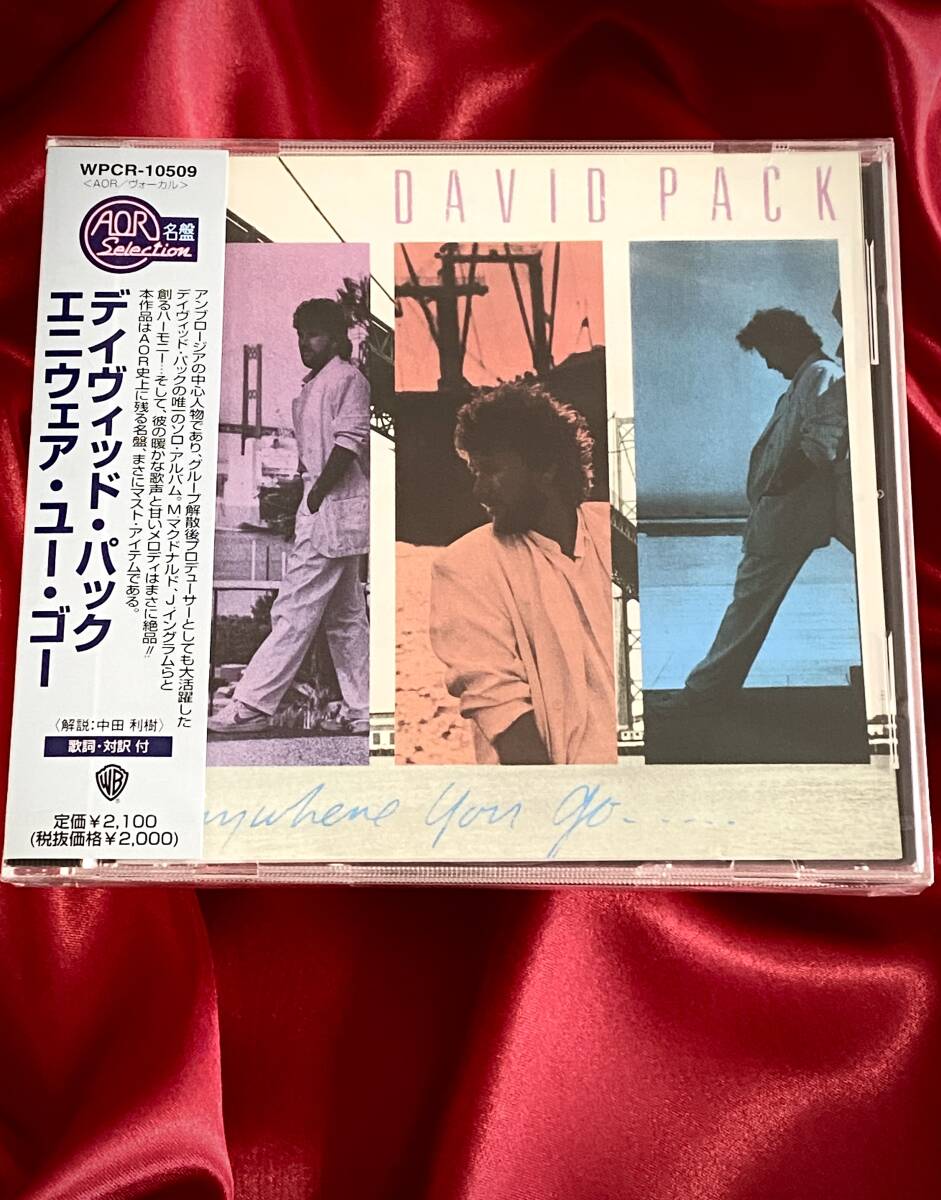 WPCR-10509
<AOR/ヴォーカル>
AOR 名盤
Selection
デイヴィッド・パック
エニウェア・ユー・ゴー
アンブロージアの中心人物であり、グループ解散後プロデューサーとしても大活躍した
デイヴィッド・パックの唯一のソロ・アルバム。M・マクドナルド、J・イングラムらと
創るハーモニー…そして、彼の暖かな歌声と甘いメロディはまさに絶品!!
本作品はAOR史上に残る名盤、まさにマスト・アイテムである。
〈解説:中田 利樹〉
歌詞・対訳 付
WB
定価¥2,100
(税抜価格¥2,000)
DAVID PACK
nywhere you go.....